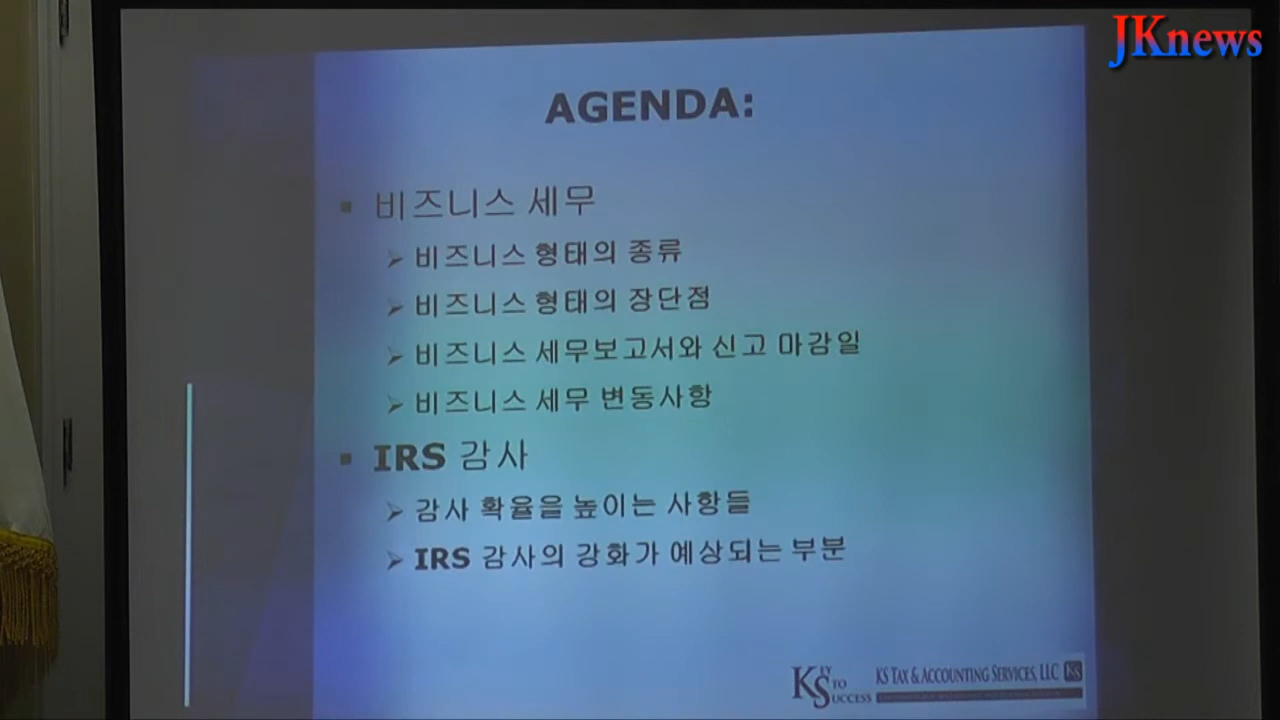 JKnews
AGENDA:
▪ 비즈니스 세무
➢ 비즈니스 형태의 종류
➢ 비즈니스 형태의 장단점
➢ 비즈니스 세무보고서와 신고 마감일
➢ 비즈니스 세무 변동사항
▪ IRS 감사
➢ 감사 확율을 높이는 사항들
➢ IRS 감사의 강화가 예상되는 부분
KEY TO SUCCESS
KS TAX & ACCOUNTING SERVICES, LLC KS